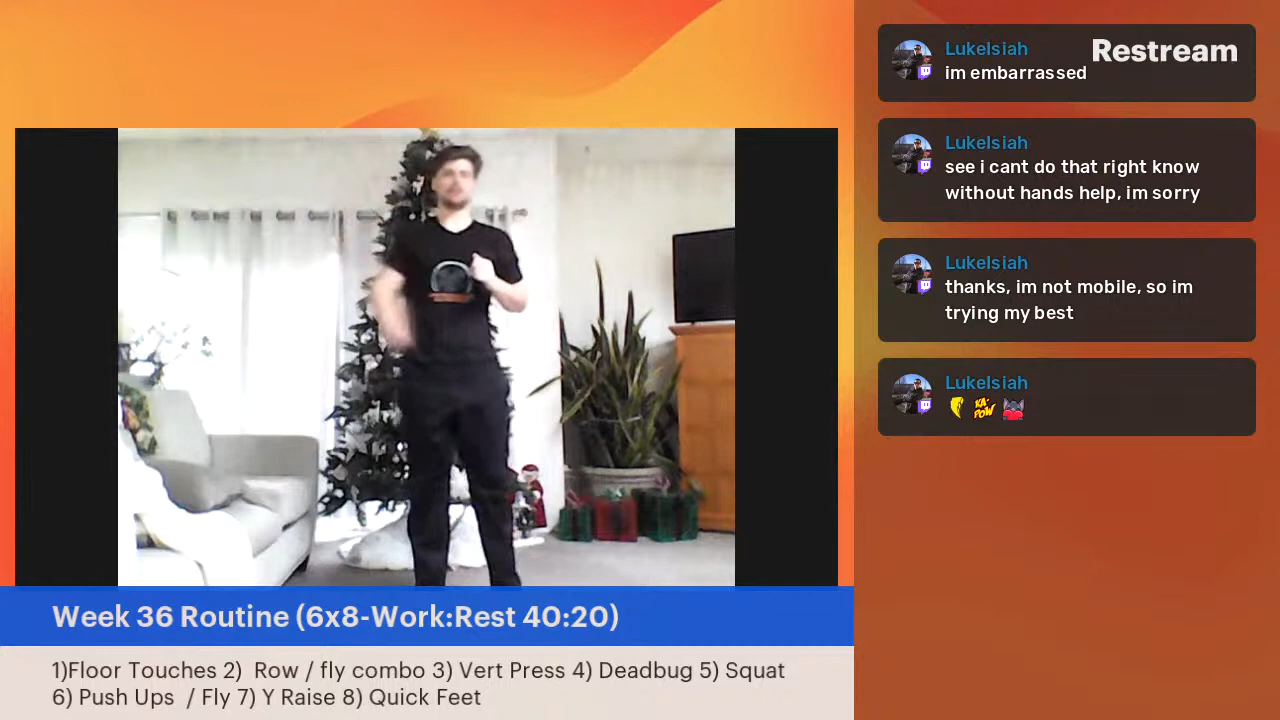 LukeIsiah
Restream
im embarrassed
LukeIsiah
see i cant do that right know
without hands help, im sorry
LukeIsiah
thanks, im not mobile, so im
trying my best
LukeIsiah
KA-
POW
Week 36 Routine (6x8-Work:Rest 40:20)
1)Floor Touches 2) Row / fly combo 3) Vert Press 4) Deadbug 5) Squat
6) Push Ups / Fly 7) Y Raise 8) Quick Feet